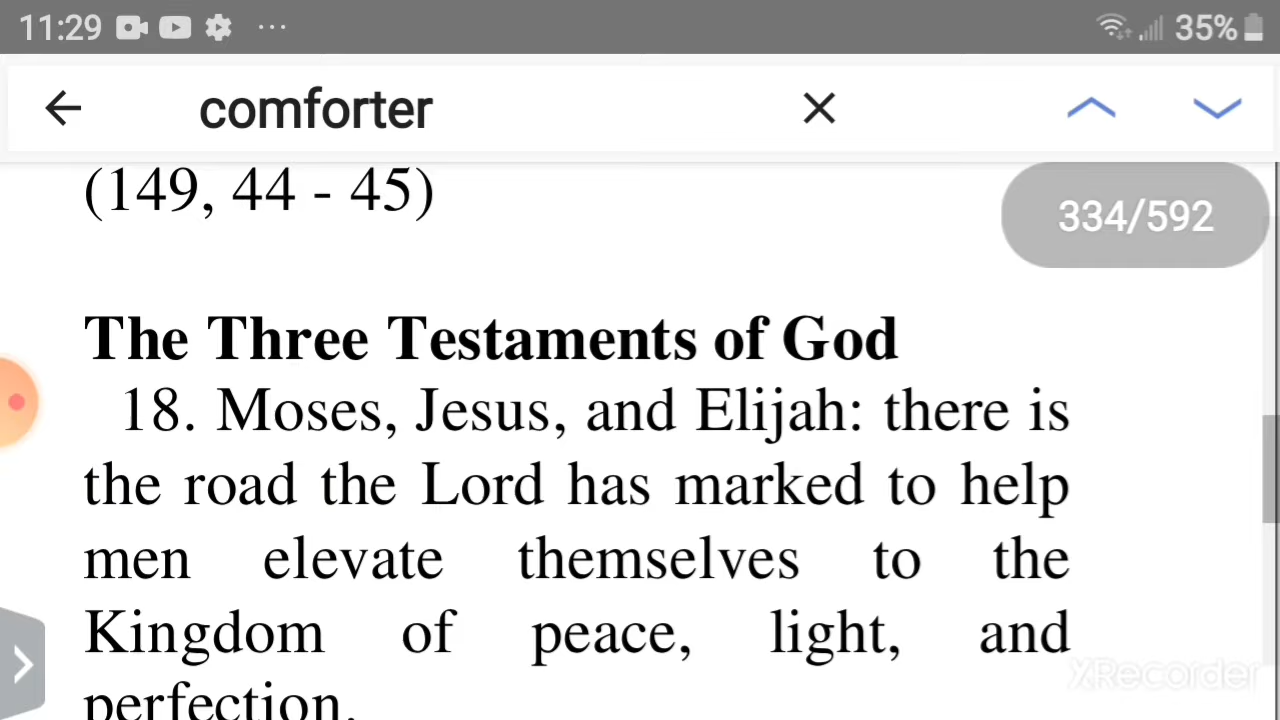 11:29 ... 35%
comforter
(149, 44 - 45)
334/592
The Three Testaments of God
18. Moses, Jesus, and Elijah: there is
the road the Lord has marked to help
men elevate themselves to the
Kingdom of peace, light, and
perfection.
XRecorder